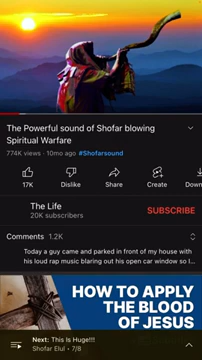 The Powerful sound of Shofar blowing
Spiritual Warfare
774K views · 10mo ago #Shofarsound
17K
Dislike
Share
Create
Down
The Life
20K subscribers
SUBSCRIBE
Comments 1.2K
Today a guy came and parked in front of my house with
his loud rap music blaring out his open car window so I...
HOW TO APPLY
THE BLOOD
OF JESUS
Next: This Is Huge!!!
Shofar Elul • 7/8